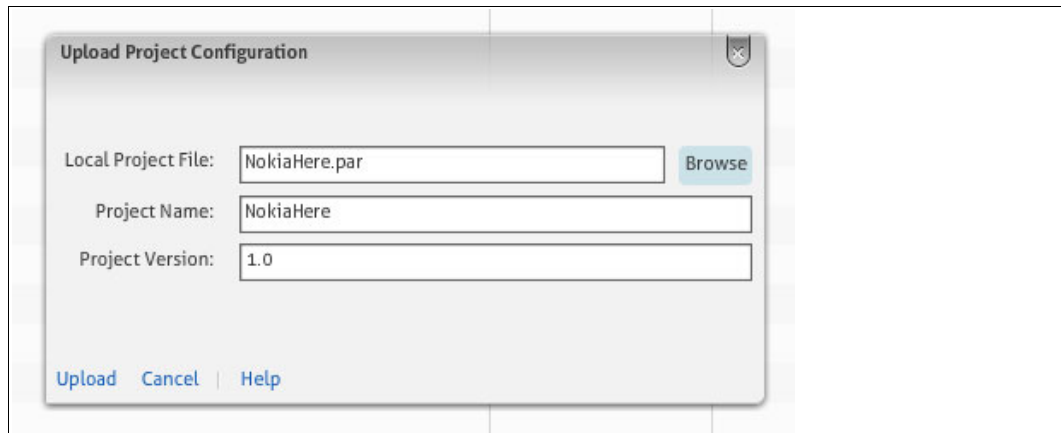 Upload Project Configuration
Local Project File: NokiaHere.par Browse
Project Name: NokiaHere
Project Version: 1.0
Upload Cancel | Help